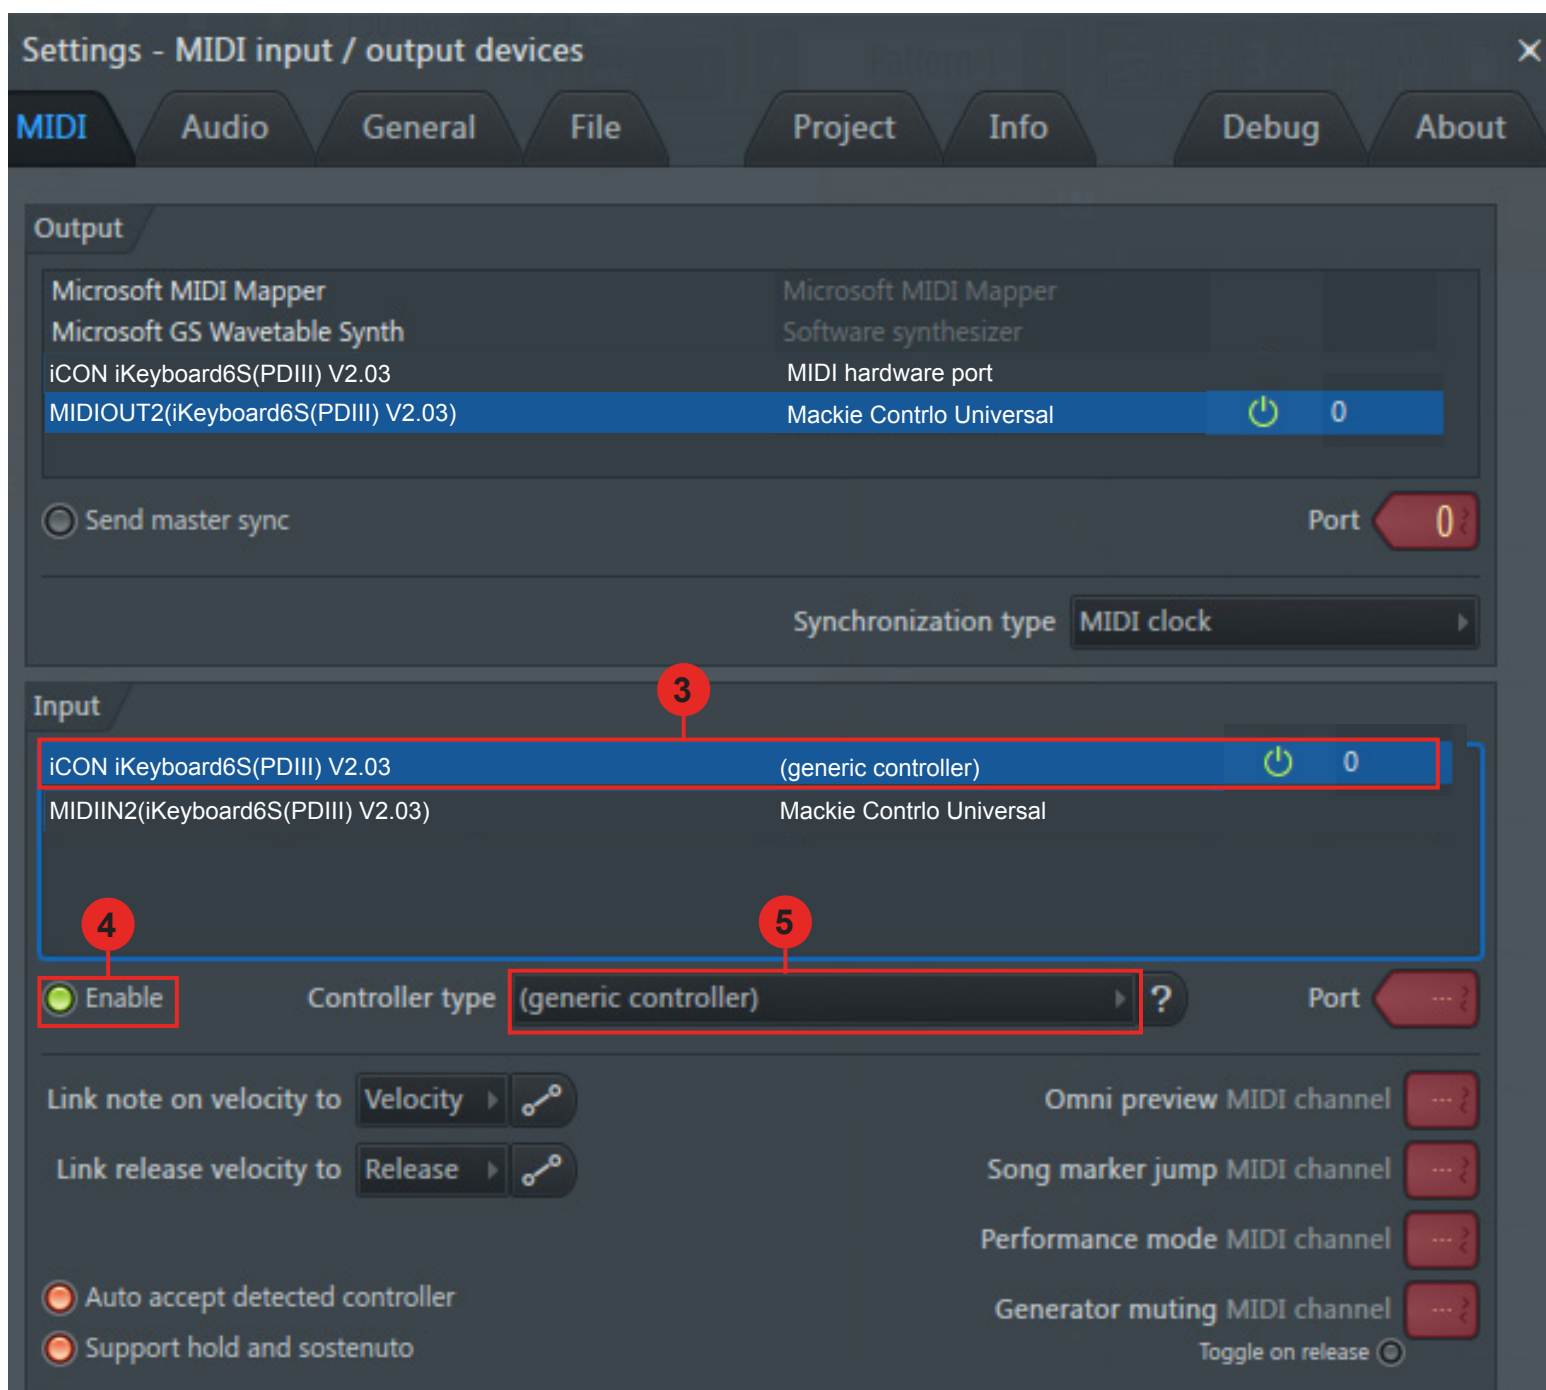 Settings - MIDI input / output devices
MIDI Audio General File Project Info Debug About
Output
Microsoft MIDI Mapper Microsoft MIDI Mapper
Microsoft GS Wavetable Synth Software synthesizer
iCON iKeyboard6S(PDIII) V2.03 MIDI hardware port
MIDIOUT2(iKeyboard6S(PDIII) V2.03) Mackie Contrlo Universal 0
Send master sync Port 0
Synchronization type MIDI clock
Input 3
iCON iKeyboard6S(PDIII) V2.03 (generic controller) 0
MIDIIN2(iKeyboard6S(PDIII) V2.03) Mackie Contrlo Universal
4 5
Enable Controller type (generic controller) ? Port ---
Link note on velocity to Velocity Omni preview MIDI channel ---
Link release velocity to Release Song marker jump MIDI channel ---
Performance mode MIDI channel ---
Auto accept detected controller Generator muting MIDI channel ---
Support hold and sostenuto Toggle on release